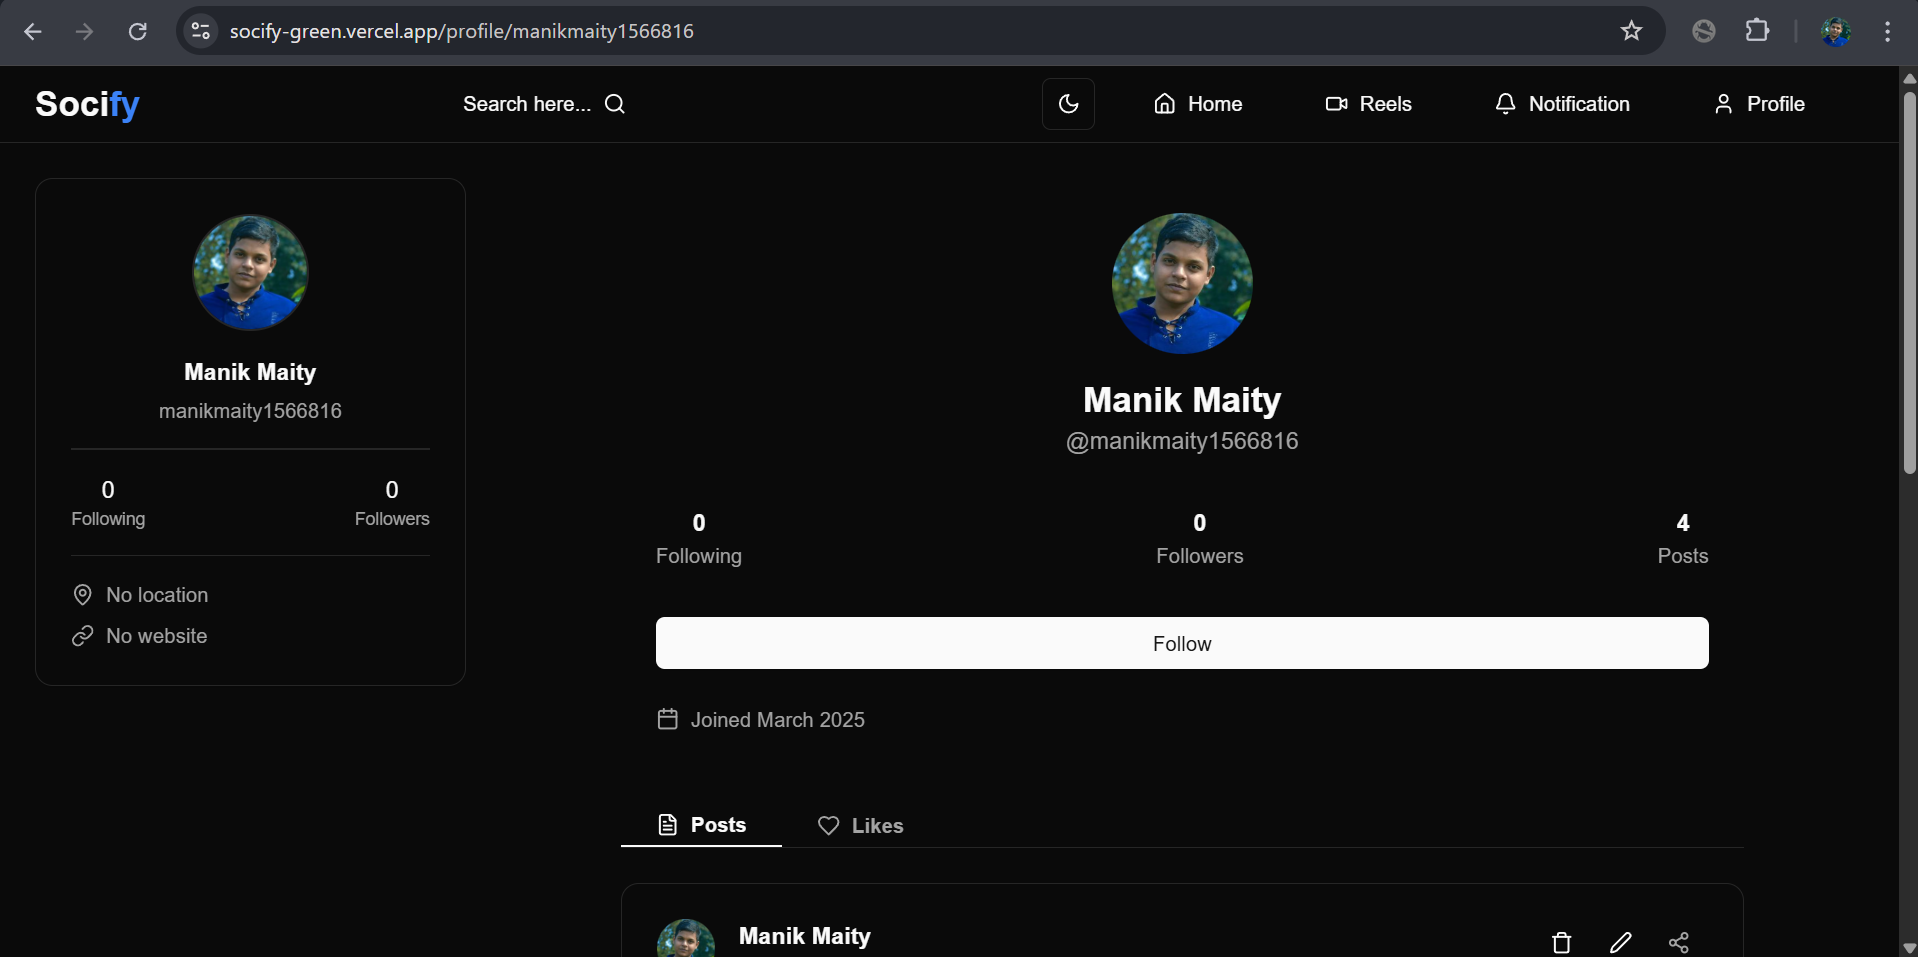 socify-green.vercel.app/profile/manikmaity1566816
Socify
Search here...
Home
Reels
Notification
Profile
Manik Maity
manikmaity1566816
0
Following
0
Followers
No location
No website
Manik Maity
@manikmaity1566816
0
Following
0
Followers
4
Posts
Follow
Joined March 2025
Posts
Likes
Manik Maity